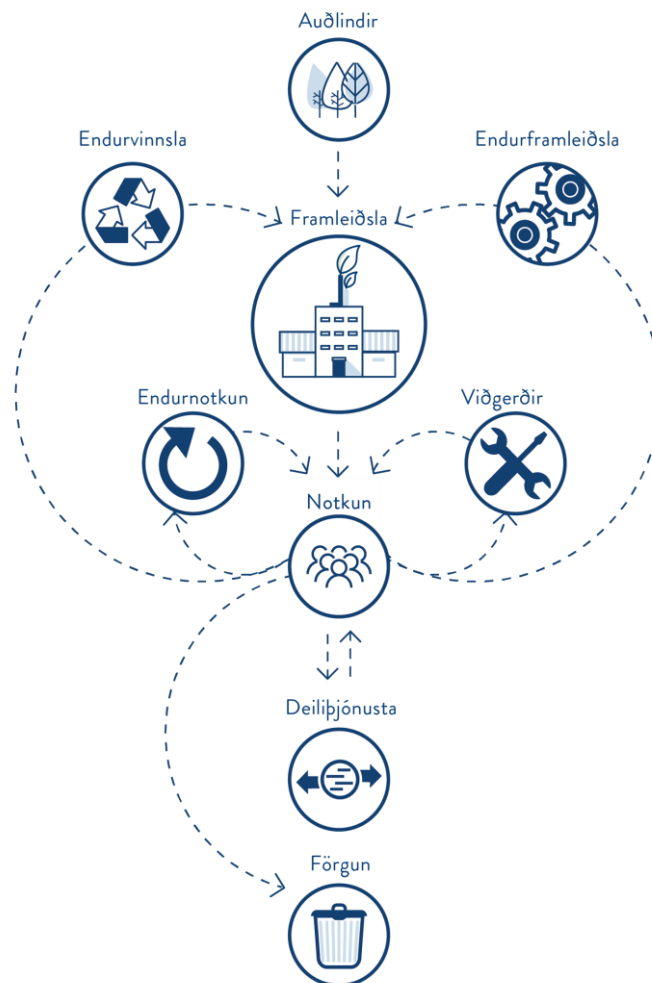 Auðlindir
Endurvinnsla
Endurframleiðsla
Framleiðsla
Endurnotkun
Viðgerðir
Notkun
Deiliþjónusta
Förgun